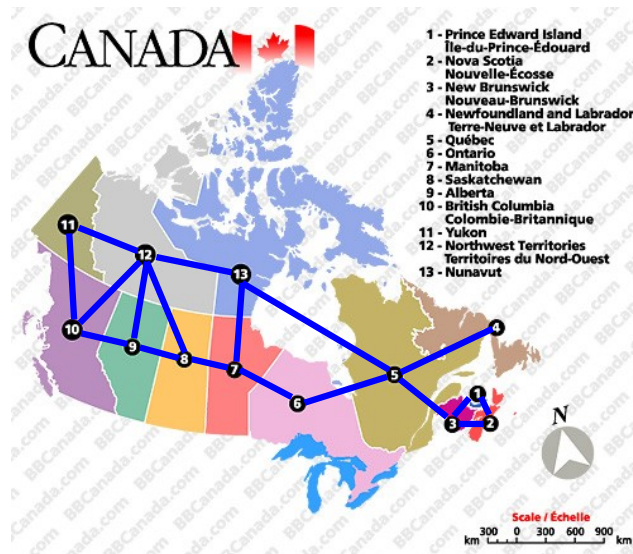 CANADA
1 - Prince Edward Island
Île-du-Prince-Édouard
2 - Nova Scotia
Nouvelle-Écosse
3 - New Brunswick
Nouveau-Brunswick
4 - Newfoundland and Labrador
Terre-Neuve et Labrador
5 - Québec
6 - Ontario
7 - Manitoba
8 - Saskatchewan
9 - Alberta
10 - British Columbia
Colombie-Britannique
11 - Yukon
12 - Northwest Territories
Territoires du Nord-Ouest
13 - Nunavut
11
12
13
10
9
8
7
6
5
4
1
3
2
N
Scale / Échelle
300 0 300 600 900
km km
BBCanada.com